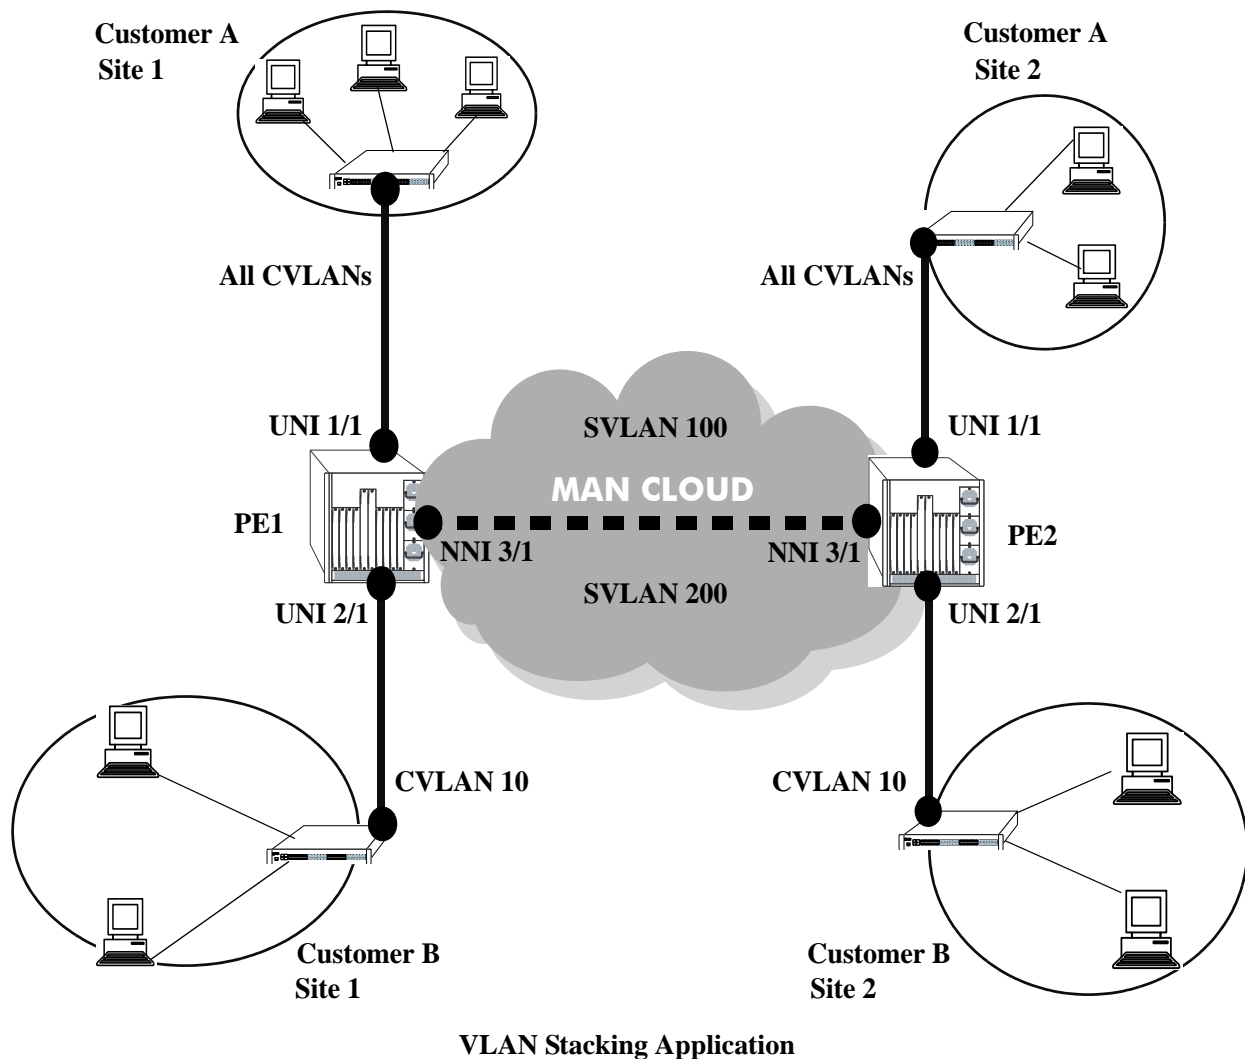 Customer A
Site 1
Customer A
Site 2
All CVLANs
All CVLANs
UNI 1/1
SVLAN 100
UNI 1/1
MAN CLOUD
PE1
NNI 3/1
NNI 3/1
PE2
UNI 2/1
SVLAN 200
UNI 2/1
CVLAN 10
CVLAN 10
Customer B
Site 1
Customer B
Site 2
VLAN Stacking Application